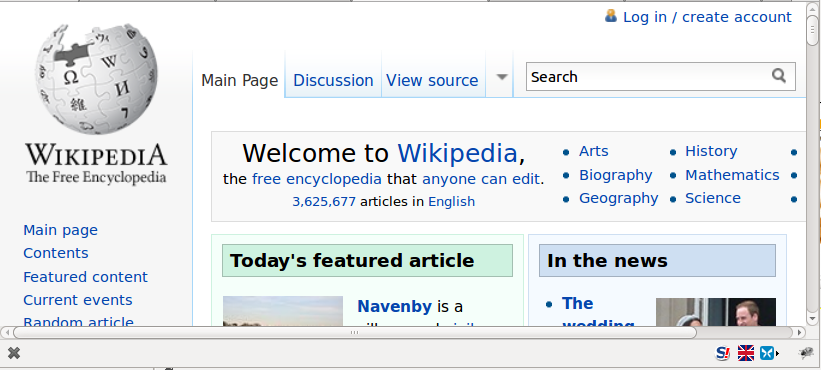 Log in / create account
Main Page Discussion View source Search
WIKIPEDIA
The Free Encyclopedia
Welcome to Wikipedia,
the free encyclopedia that anyone can edit.
3,625,677 articles in English
Arts
Biography
Geography
History
Mathematics
Science
Main page
Contents
Featured content
Current events
Random article
Today's featured article
Navenby is a
In the news
The
wedding